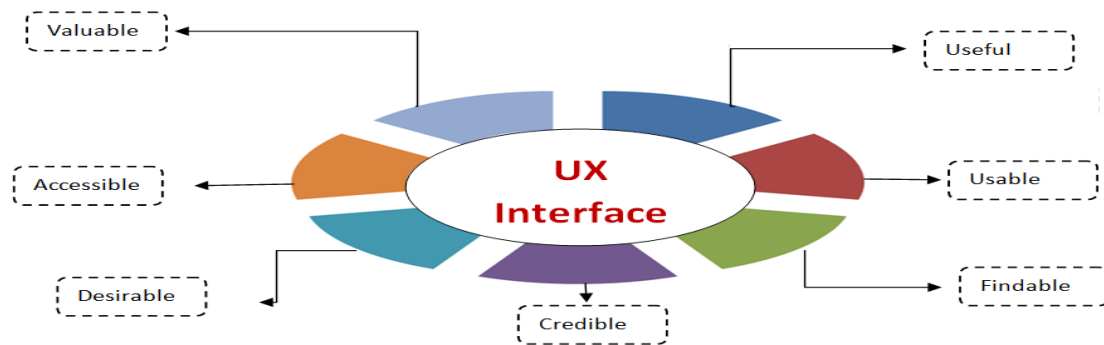 Valuable
Useful
UX
Interface
Accessible
Usable
Desirable
Findable
Credible